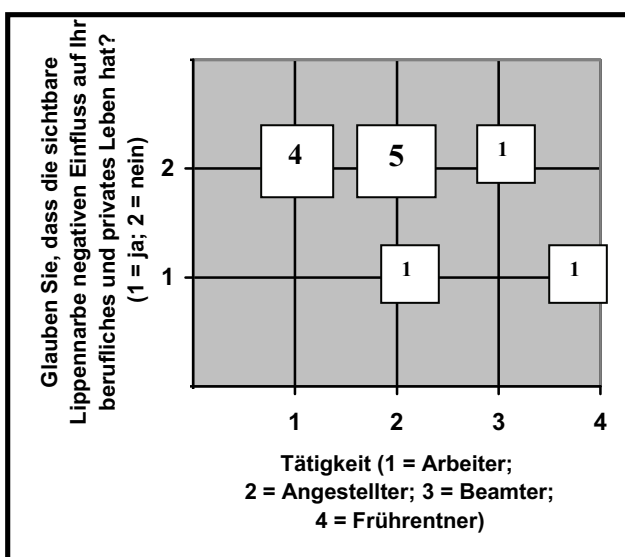 Glauben Sie, dass die sichtbare
Lippennarbe negativen Einfluss auf Ihr
berufliches und privates Leben hat?
(1 = ja; 2 = nein)
2
4
5
1
1
1
1
1
2
3
4
Tätigkeit (1 = Arbeiter;
2 = Angestellter; 3 = Beamter;
4 = Frührentner)